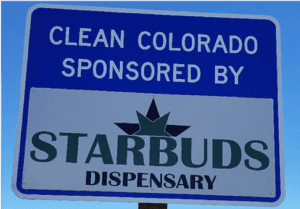 CLEAN COLORADO
SPONSORED BY
STARBUDS
DISPENSARY